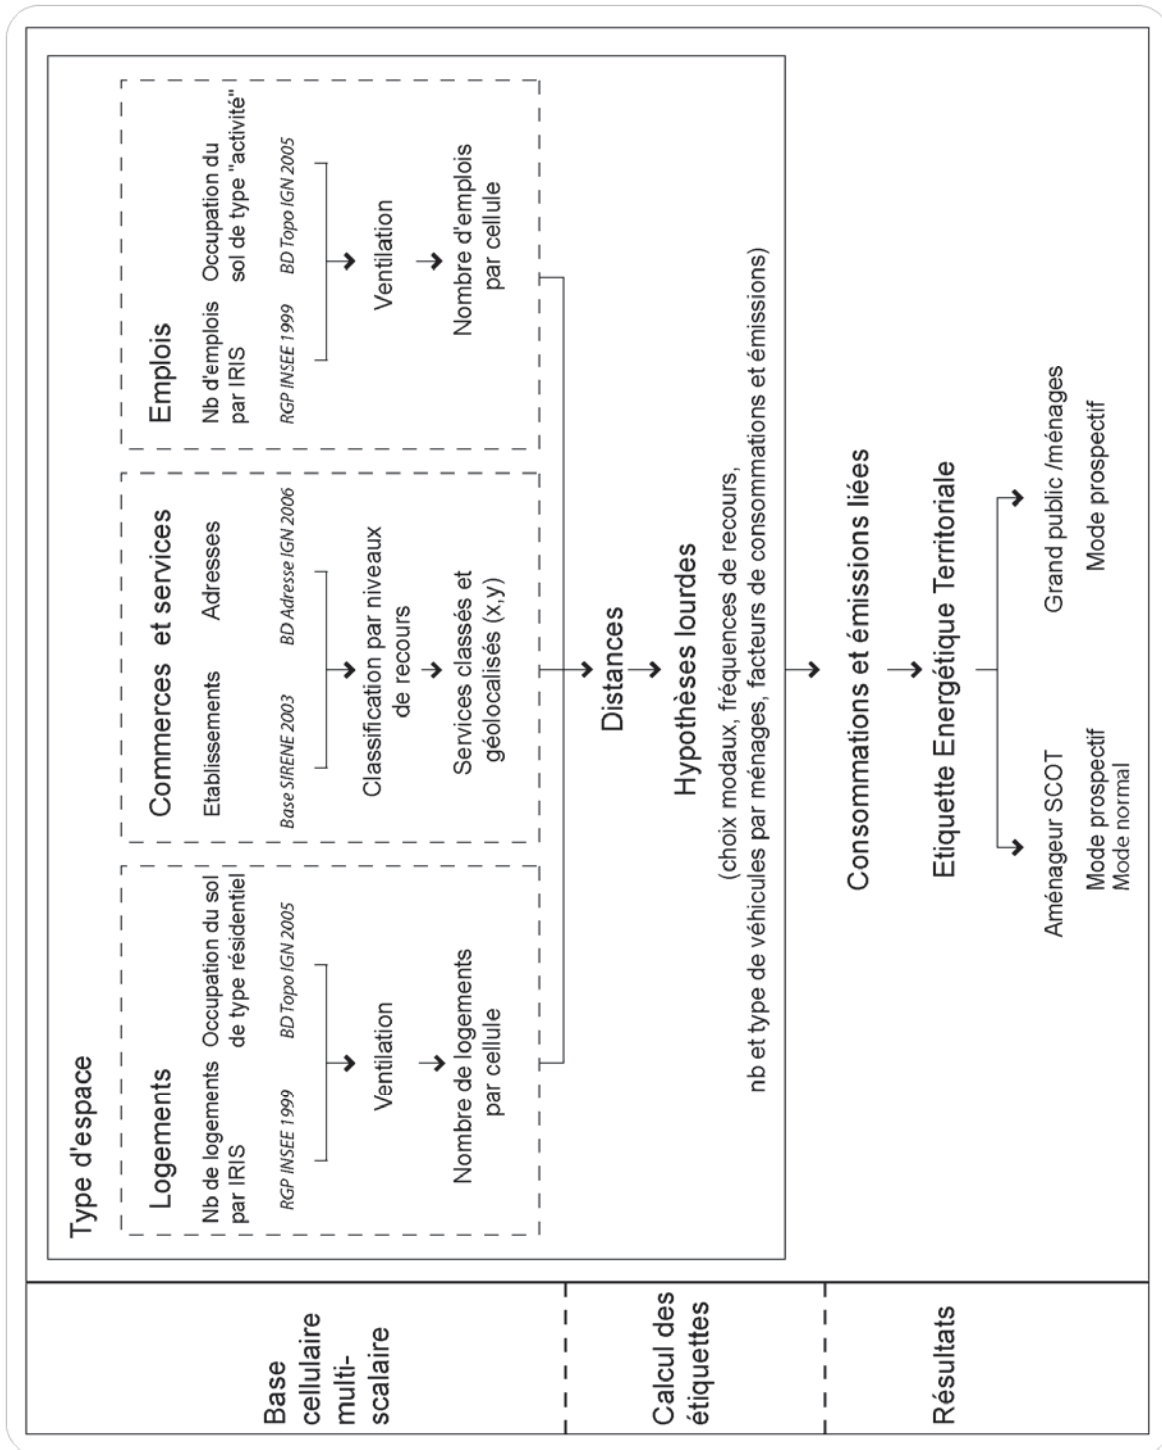 Base
cellulaire
multi-
scalaire
Type d'espace
Logements
Nb de logements
par IRIS
Occupation du sol
de type résidentiel
RGP INSEE 1999
BD Topo IGN 2005
Ventilation
Nombre de logements
par cellule
Commerces et services
Etablissements
Adresses
Base SIRENE 2003
BD Adresse IGN 2006
Classification par niveaux
de recours
Services classés et
géolocalisés (x,y)
Emplois
Nb d'emplois
par IRIS
Occupation du
sol de type "activité"
RGP INSEE 1999
BD Topo IGN 2005
Ventilation
Nombre d'emplois
par cellule
Calcul des
étiquettes
Distances
Hypothèses lourdes
(choix modaux, fréquences de recours,
nb et type de véhicules par ménages, facteurs de consommations et émissions)
Résultats
Consommations et émissions liées
Etiquette Energétique Territoriale
Aménageur SCOT
Mode prospectif
Mode normal
Grand public /ménages
Mode prospectif